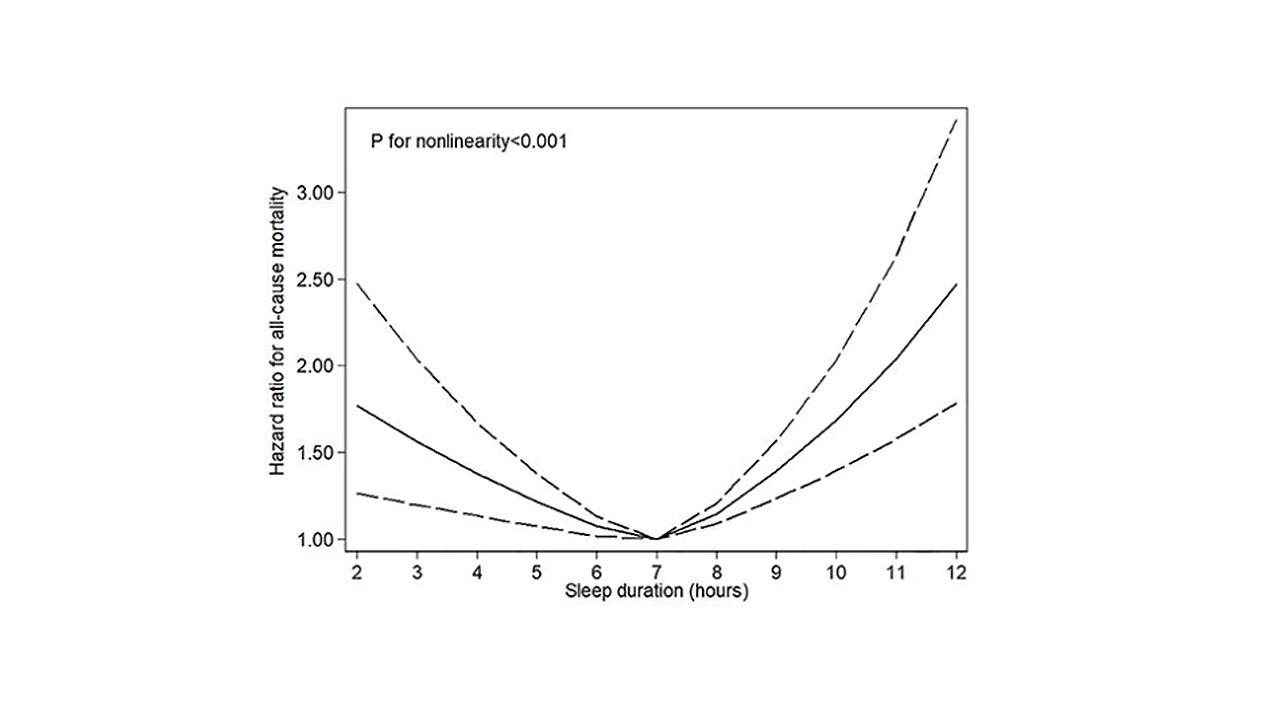 P for nonlinearity<0.001
Hazard ratio for all-cause mortality
3.00
2.50
2.00
1.50
1.00
2 3 4 5 6 7 8 9 10 11 12
Sleep duration (hours)